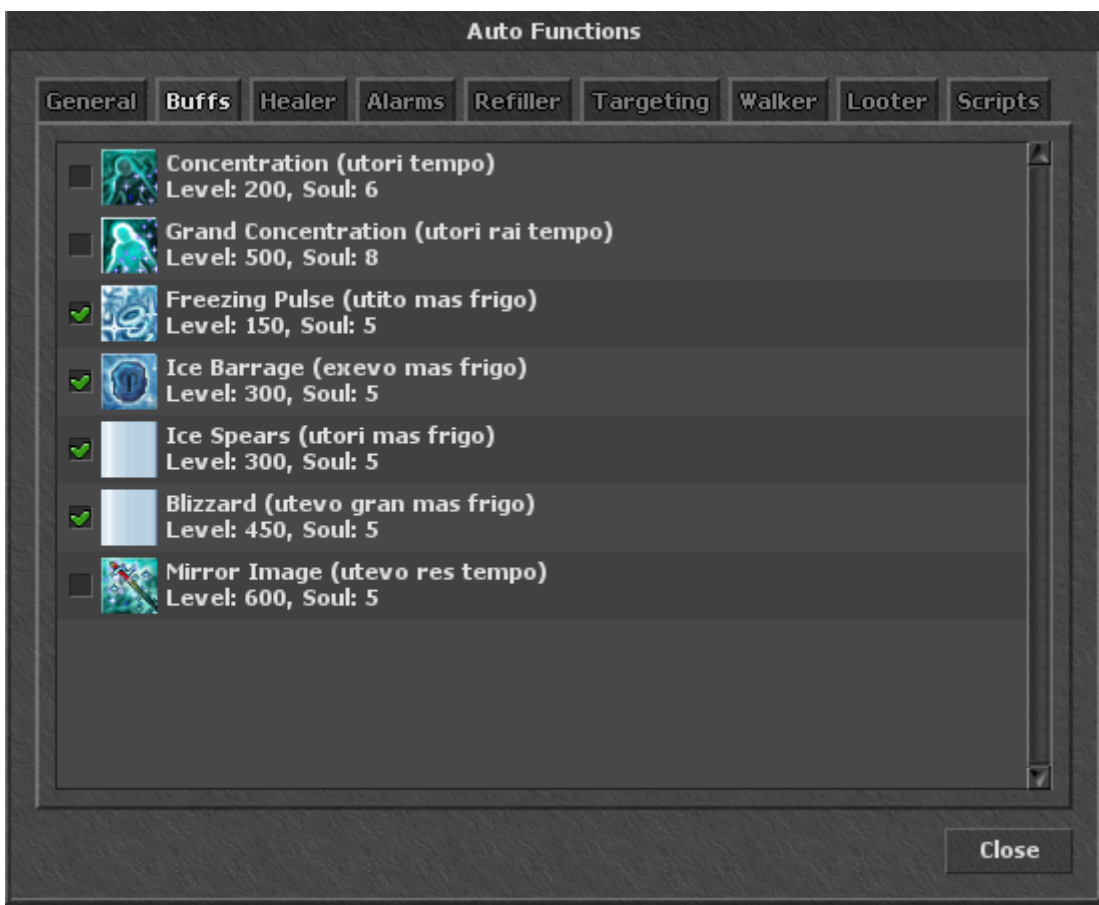 Auto Functions
General Buffs Healer Alarms Refiller Targeting Walker Looter Scripts
Concentration (utori tempo)
Level: 200, Soul: 6
Grand Concentration (utori rai tempo)
Level: 500, Soul: 8
Freezing Pulse (utito mas frigo)
Level: 150, Soul: 5
Ice Barrage (exevo mas frigo)
Level: 300, Soul: 5
Ice Spears (utori mas frigo)
Level: 300, Soul: 5
Blizzard (utevo gran mas frigo)
Level: 450, Soul: 5
Mirror Image (utevo res tempo)
Level: 600, Soul: 5
Close